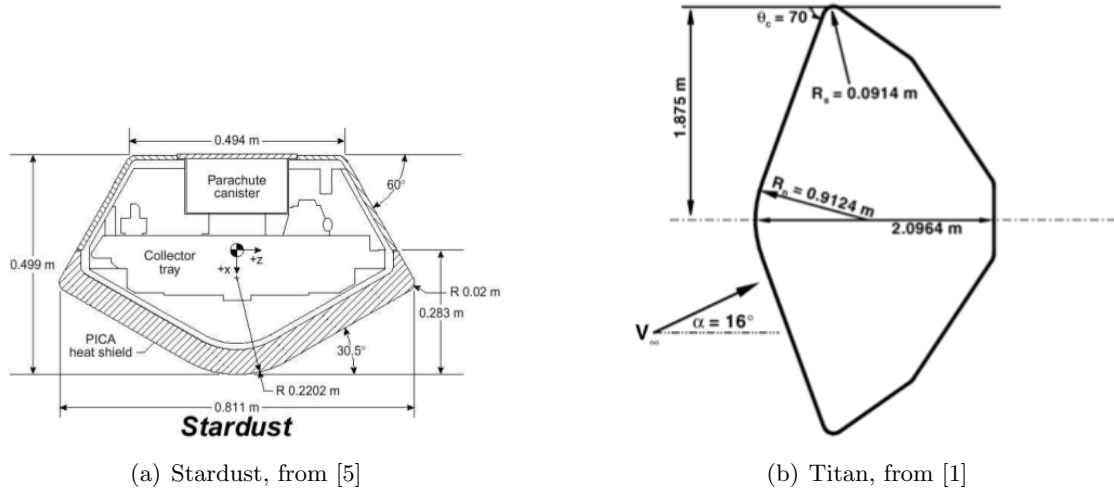 0.494 m
Parachute
canister
60°
0.499 m
Collector
tray
+z
+x
R 0.02 m
0.283 m
PICA
heat shield
30.5°
R 0.2202 m
0.811 m
Stardust
(a) Stardust, from [5]
θc = 70
1.875 m
Rs = 0.0914 m
Rn = 0.9124 m
2.0964 m
α = 16°
V∞
(b) Titan, from [1]